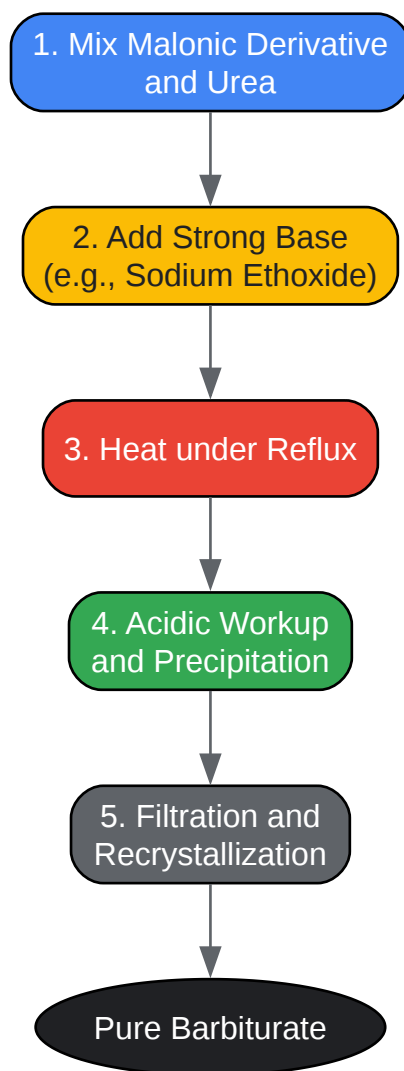 1. Mix Malonic Derivative
and Urea
2. Add Strong Base
(e.g., Sodium Ethoxide)
3. Heat under Reflux
4. Acidic Workup
and Precipitation
5. Filtration and
Recrystallization
Pure Barbiturate